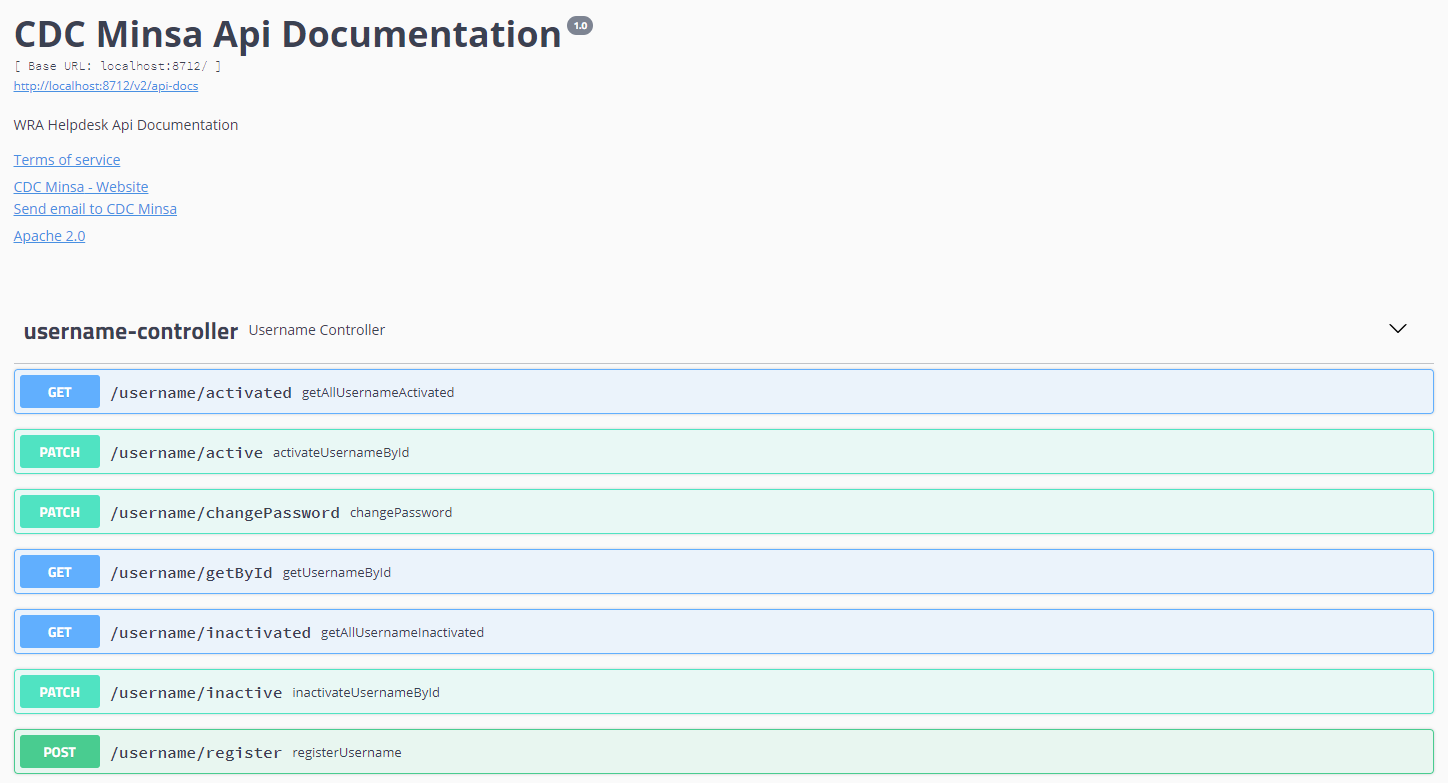 CDC Minsa Api Documentation 1.0
[ Base URL: localhost:8712/ ]
http://localhost:8712/v2/api-docs
WRA Helpdesk Api Documentation
Terms of service
CDC Minsa - Website
Send email to CDC Minsa
Apache 2.0
username-controller Username Controller
GET /username/activated getAllUsernameActivated
PATCH /username/active activateUsernameById
PATCH /username/changePassword changePassword
GET /username/getById getUsernameById
GET /username/inactivated getAllUsernameInactivated
PATCH /username/inactive inactivateUsernameById
POST /username/register registerUsername